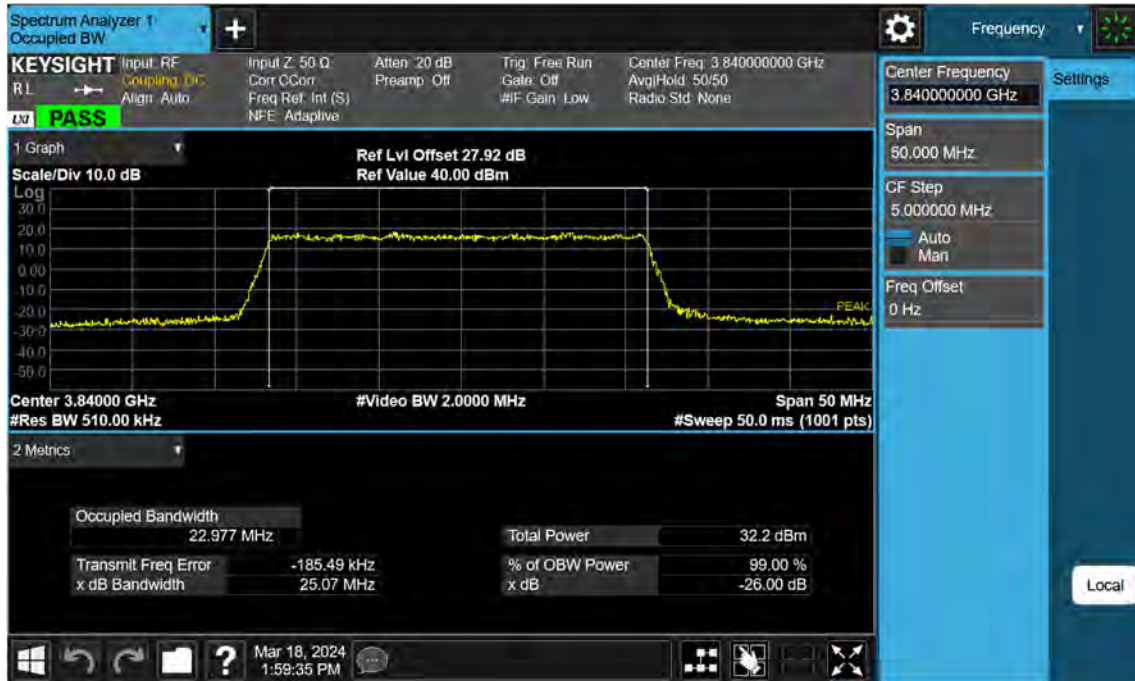 Spectrum Analyzer 1
Occupied BW
Frequency
KEYSIGHT
R L
LXI
PASS
Input: RF
Coupling: DC
Align: Auto
Input Z: 50 Ω
Corr CCorr
Freq Ref: Int (S)
NFE: Adaptive
Atten: 20 dB
Preamp: Off
Trig: Free Run
Gate: Off
#IF Gain: Low
Center Freq: 3.840000000 GHz
Avg|Hold: 50/50
Radio Std: None
Center Frequency
3.840000000 GHz
Settings
Span
50.000 MHz
CF Step
5.000000 MHz
Auto
Man
Freq Offset
0 Hz
1 Graph
Scale/Div 10.0 dB
Ref Lvl Offset 27.92 dB
Ref Value 40.00 dBm
Log
30.0
20.0
10.0
0.00
-10.0
-20.0
-30.0
-40.0
-50.0
PEAK
Center 3.84000 GHz
#Video BW 2.0000 MHz
Span 50 MHz
#Res BW 510.00 kHz
#Sweep 50.0 ms (1001 pts)
2 Metrics
Occupied Bandwidth
22.977 MHz
Total Power 32.2 dBm
Transmit Freq Error -185.49 kHz
% of OBW Power 99.00 %
x dB Bandwidth 25.07 MHz
x dB -26.00 dB
Local
?
Mar 18, 2024
1:59:35 PM